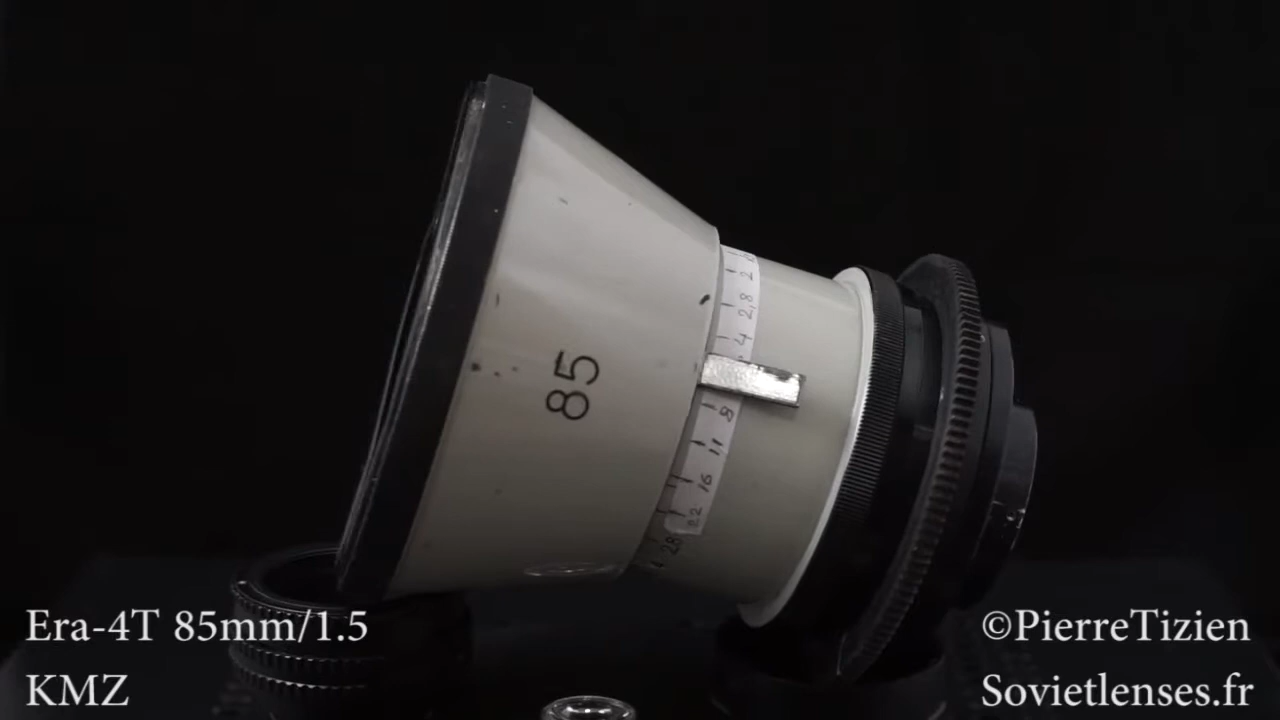 85
2
2,8
4
11
16
22
2.8
4
Era-4T 85mm/1.5
KMZ
©PierreTizien
Sovietlenses.fr